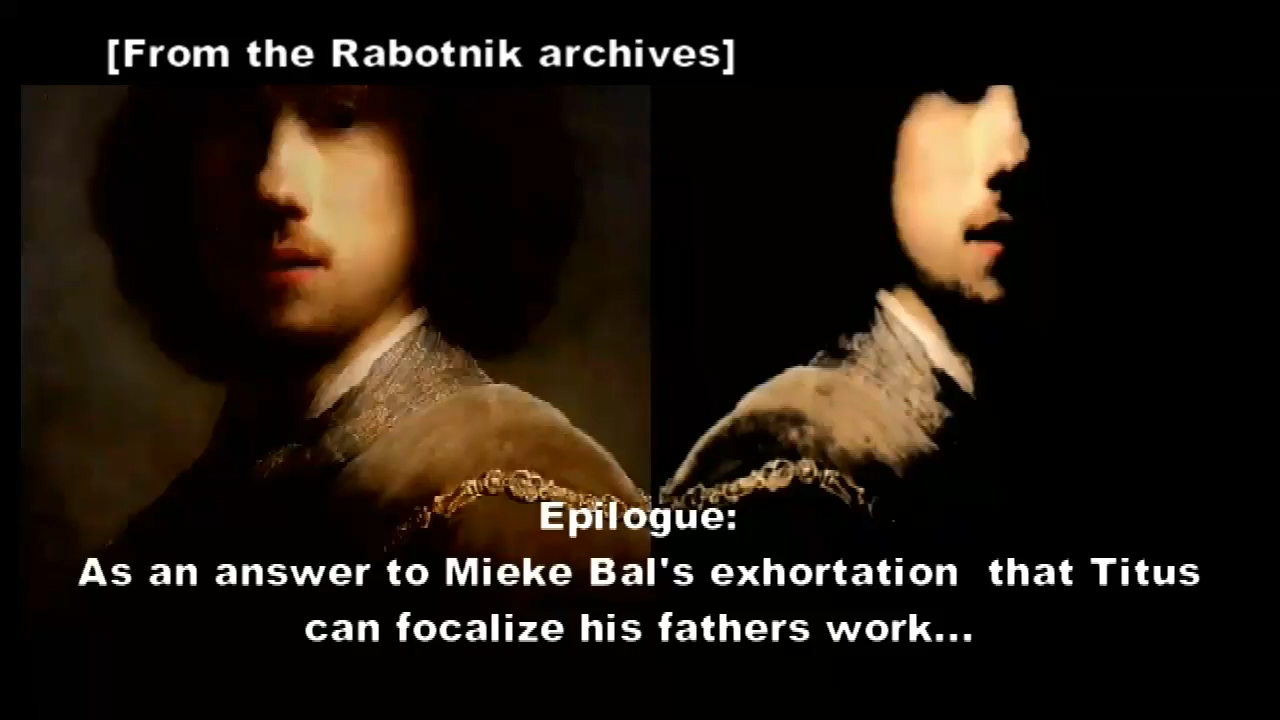 [From the Rabotnik archives]
Epilogue:
As an answer to Mieke Bal's exhortation  that Titus
can focalize his fathers work...